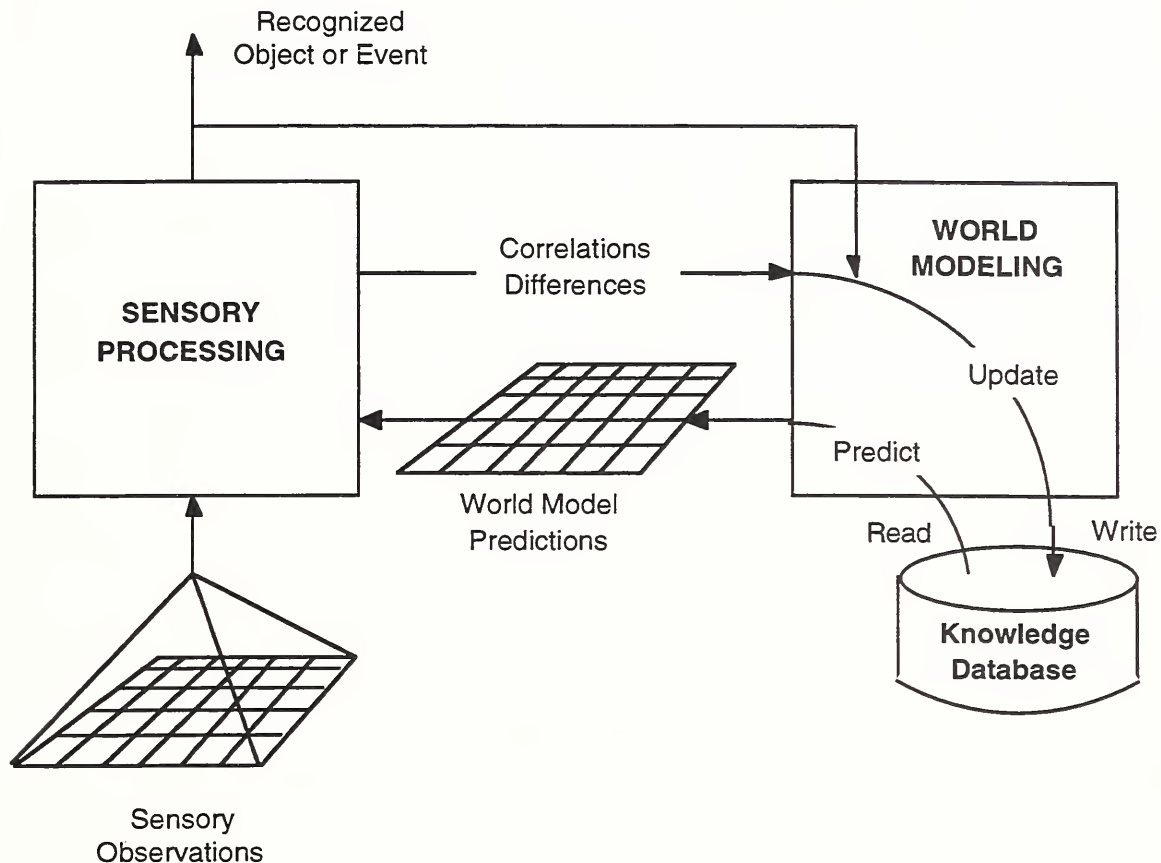 Recognized
Object or Event
WORLD
MODELING
Correlations
Differences
SENSORY
PROCESSING
Update
Predict
World Model
Predictions
Read
Write
Knowledge
Database
Sensory
Observations